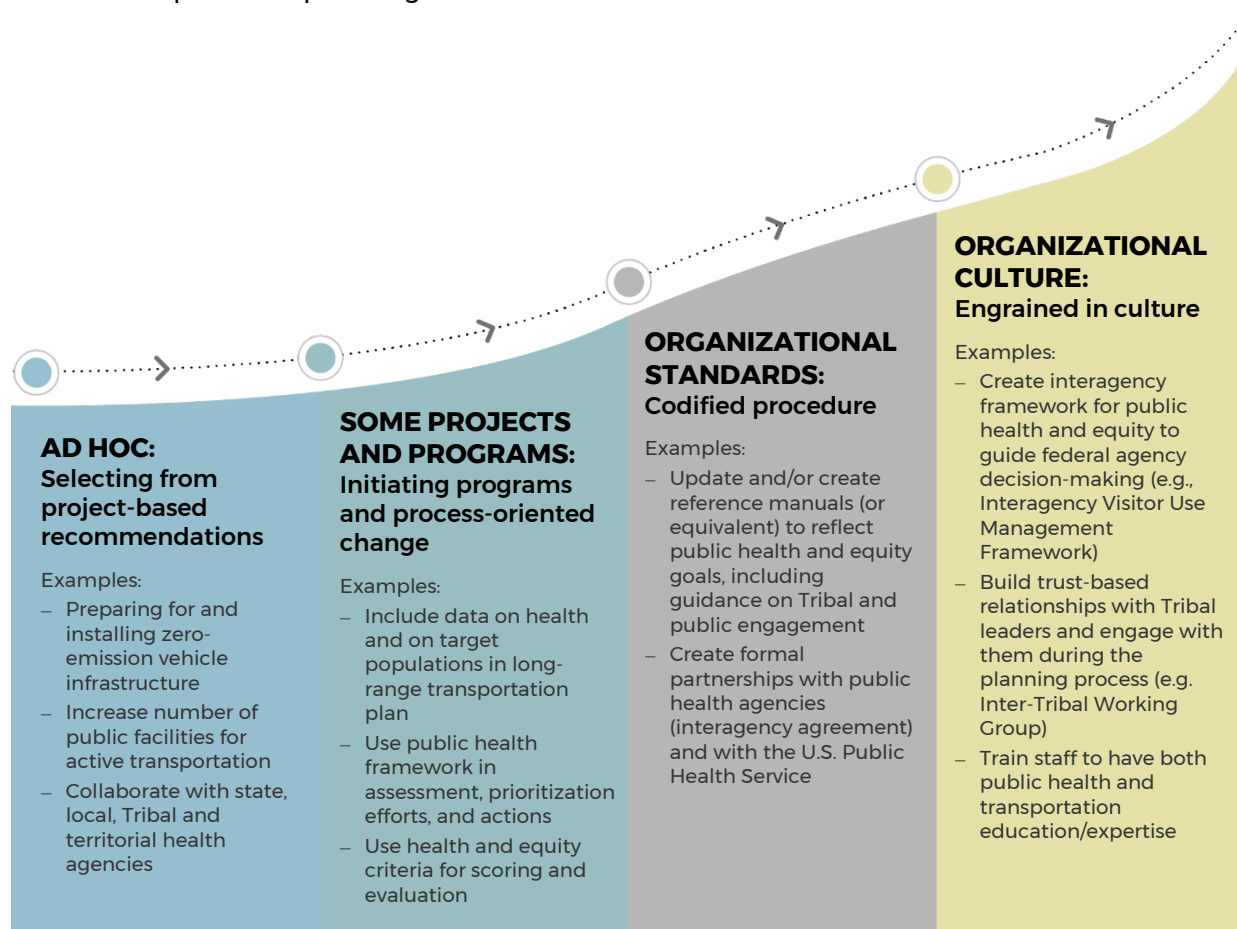 AD HOC:
Selecting from
project-based
recommendations
Examples:
– Preparing for and
installing zero-
emission vehicle
infrastructure
– Increase number of
public facilities for
active transportation
– Collaborate with state,
local, Tribal and
territorial health
agencies
SOME PROJECTS
AND PROGRAMS:
Initiating programs
and process-oriented
change
Examples:
– Include data on health
and on target
populations in long-
range transportation
plan
– Use public health
framework in
assessment, prioritization
efforts, and actions
– Use health and equity
criteria for scoring and
evaluation
ORGANIZATIONAL
STANDARDS:
Codified procedure
Examples:
– Update and/or create
reference manuals (or
equivalent) to reflect
public health and equity
goals, including
guidance on Tribal and
public engagement
– Create formal
partnerships with public
health agencies
(interagency agreement)
and with the U.S. Public
Health Service
ORGANIZATIONAL
CULTURE:
Engrained in culture
Examples:
– Create interagency
framework for public
health and equity to
guide federal agency
decision-making (e.g.,
Interagency Visitor Use
Management
Framework)
– Build trust-based
relationships with Tribal
leaders and engage with
them during the
planning process (e.g.
Inter-Tribal Working
Group)
– Train staff to have both
public health and
transportation
education/expertise